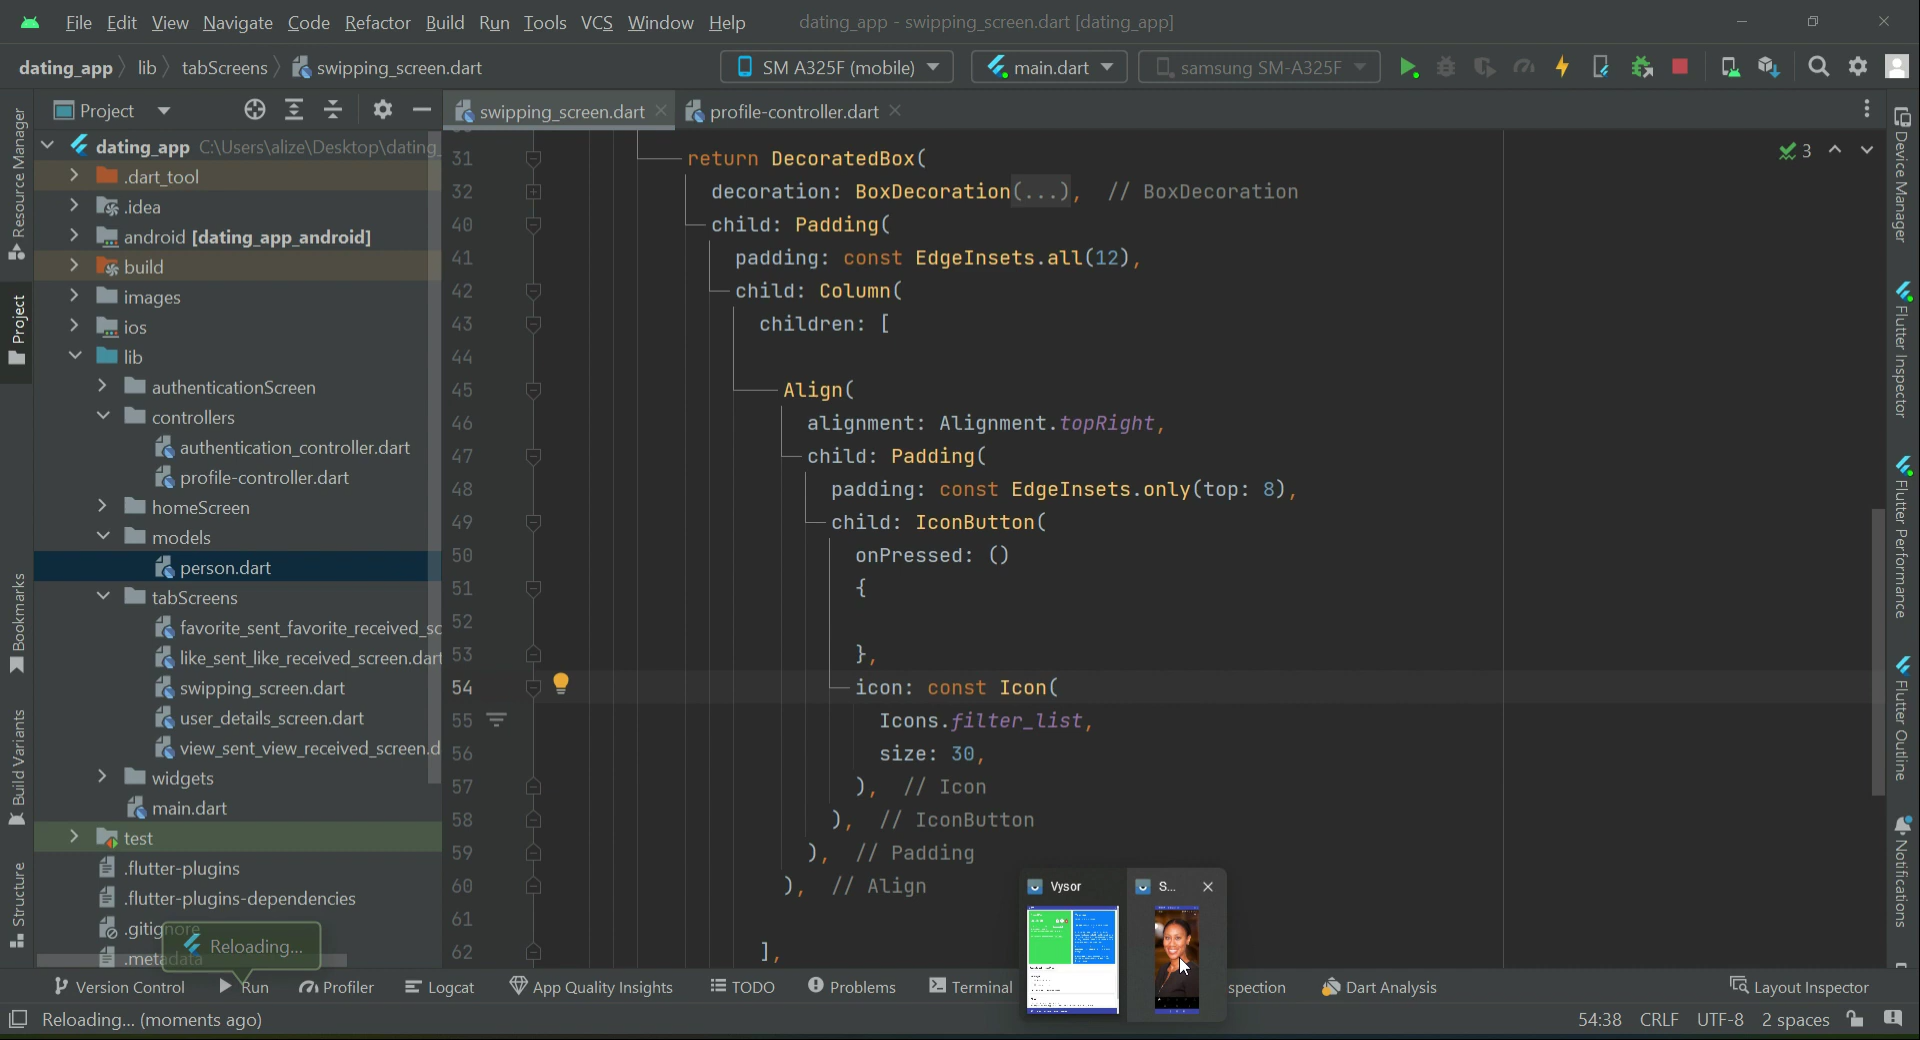 File Edit View Navigate Code Refactor Build Run Tools VCS Window Help dating_app - swipping_screen.dart [dating_app]
dating_app lib tabScreens swipping_screen.dart SM A325F (mobile) main.dart samsung SM-A325F
Project swipping_screen.dart profile-controller.dart
Resource Manager
Project
Bookmarks
Build Variants
Structure
dating_app C:\Users\alize\Desktop\dating_
.dart_tool
.idea
android [dating_app_android]
build
images
ios
lib
authenticationScreen
controllers
authentication_controller.dart
profile-controller.dart
homeScreen
models
person.dart
tabScreens
favorite_sent_favorite_received_sc
like_sent_like_received_screen.dart
swipping_screen.dart
user_details_screen.dart
view_sent_view_received_screen.d
widgets
main.dart
test
.flutter-plugins
.flutter-plugins-dependencies
.gitignore
.metadata
Reloading...
3
31 return DecoratedBox(
32 decoration: BoxDecoration(...), // BoxDecoration
40 child: Padding(
41 padding: const EdgeInsets.all(12),
42 child: Column(
43 children: [
44
45 Align(
46 alignment: Alignment.topRight,
47 child: Padding(
48 padding: const EdgeInsets.only(top: 8),
49 child: IconButton(
50 onPressed: ()
51 {
52
53 },
54 icon: const Icon(
55 Icons.filter_list,
56 size: 30,
57 ), // Icon
58 ), // IconButton
59 ), // Padding
60 ), // Align
61
62 ],
Vysor S...
Device Manager
Flutter Inspector
Flutter Performance
Flutter Outline
Notifications
Version Control Run Profiler Logcat App Quality Insights TODO Problems Terminal spection Dart Analysis Layout Inspector
Reloading... (moments ago) 54:38 CRLF UTF-8 2 spaces